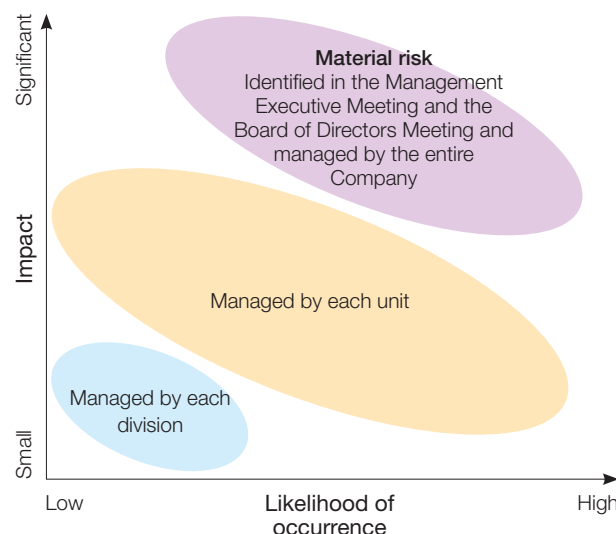 Significant
Material risk
Identified in the Management
Executive Meeting and the
Board of Directors Meeting and
managed by the entire
Company
Impact
Managed by each unit
Managed by each
division
Small
Low
Likelihood of
occurrence
High